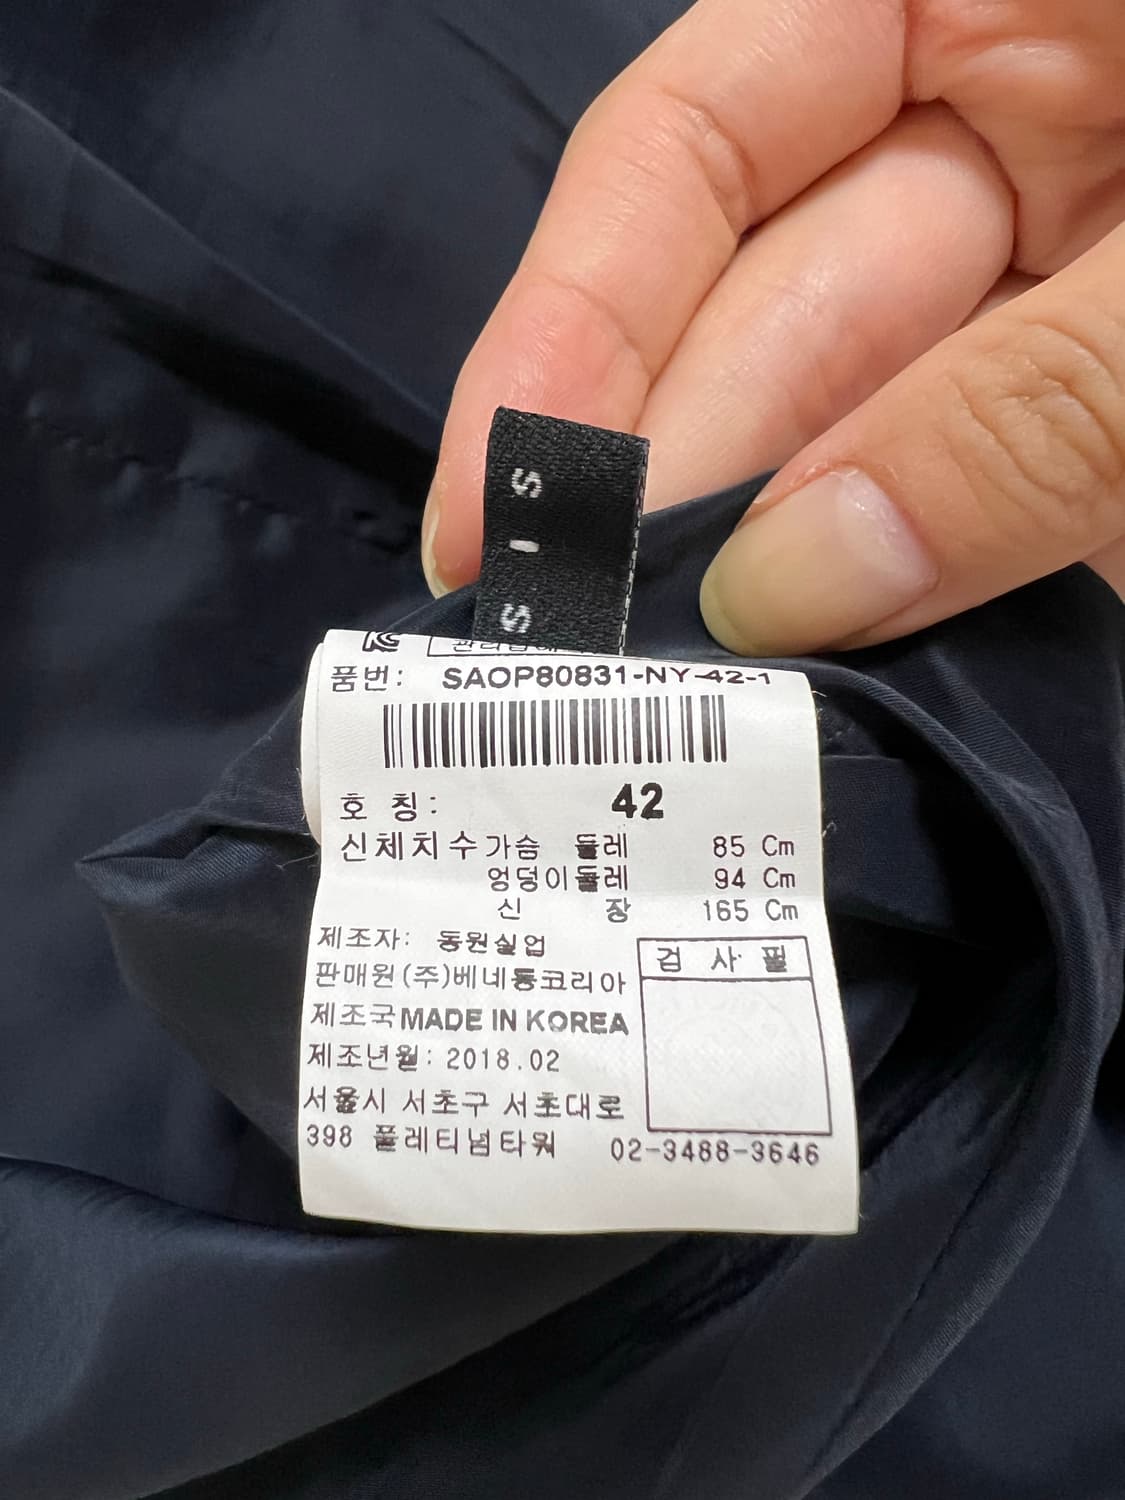 SIS
품번: SAOP80831-NY-42-1
호 칭: 42
신체치수 가슴 둘레 85 Cm
엉덩이둘레 94 Cm
신 장 165 Cm
제조자: 동원실업
판매원 (주)베네통코리아
제조국 MADE IN KOREA
제조년월: 2018.02
서울시 서초구 서초대로
398 플레티넘타워 02-3488-3646
검 사 필